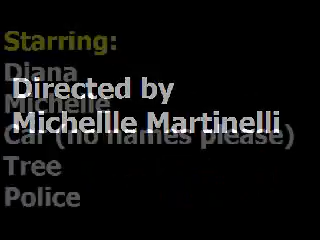 Starring:
Diana
Directed by
Michelle
Michellle Martinelli
Car (no names please)
Tree
Police